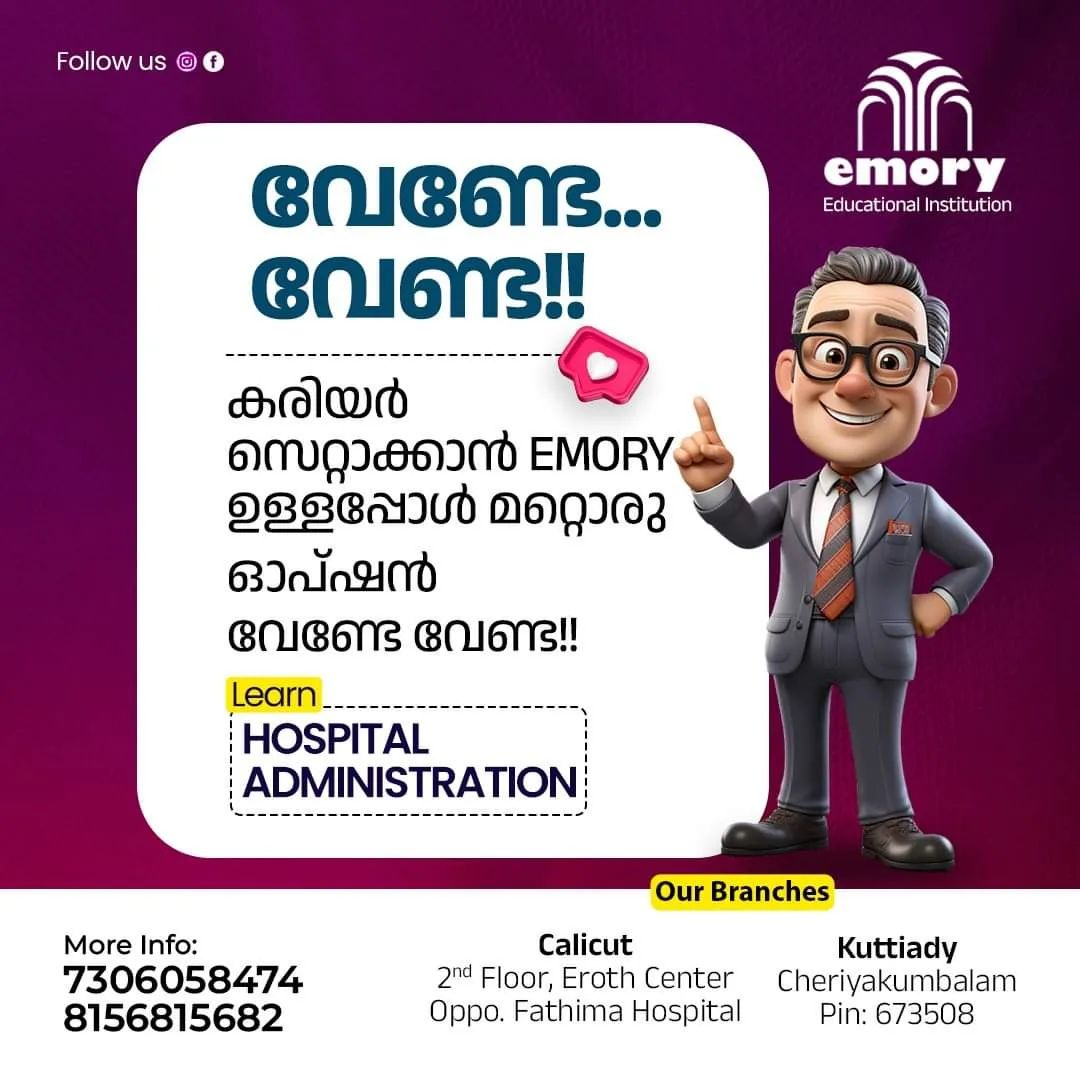 Follow us
emory
Educational Institution
വേണ്ടേ...
വേണ്ട!!
കരിയർ
സെറ്റാക്കാൻ EMORY
ഉള്ളപ്പോൾ മറ്റൊരു
ഓപ്ഷൻ
വേണ്ടേ വേണ്ട!!
Learn
HOSPITAL
ADMINISTRATION
Our Branches
More Info:
7306058474
8156815682
Calicut
2nd Floor, Eroth Center
Oppo. Fathima Hospital
Kuttiady
Cheriyakumbalam
Pin: 673508